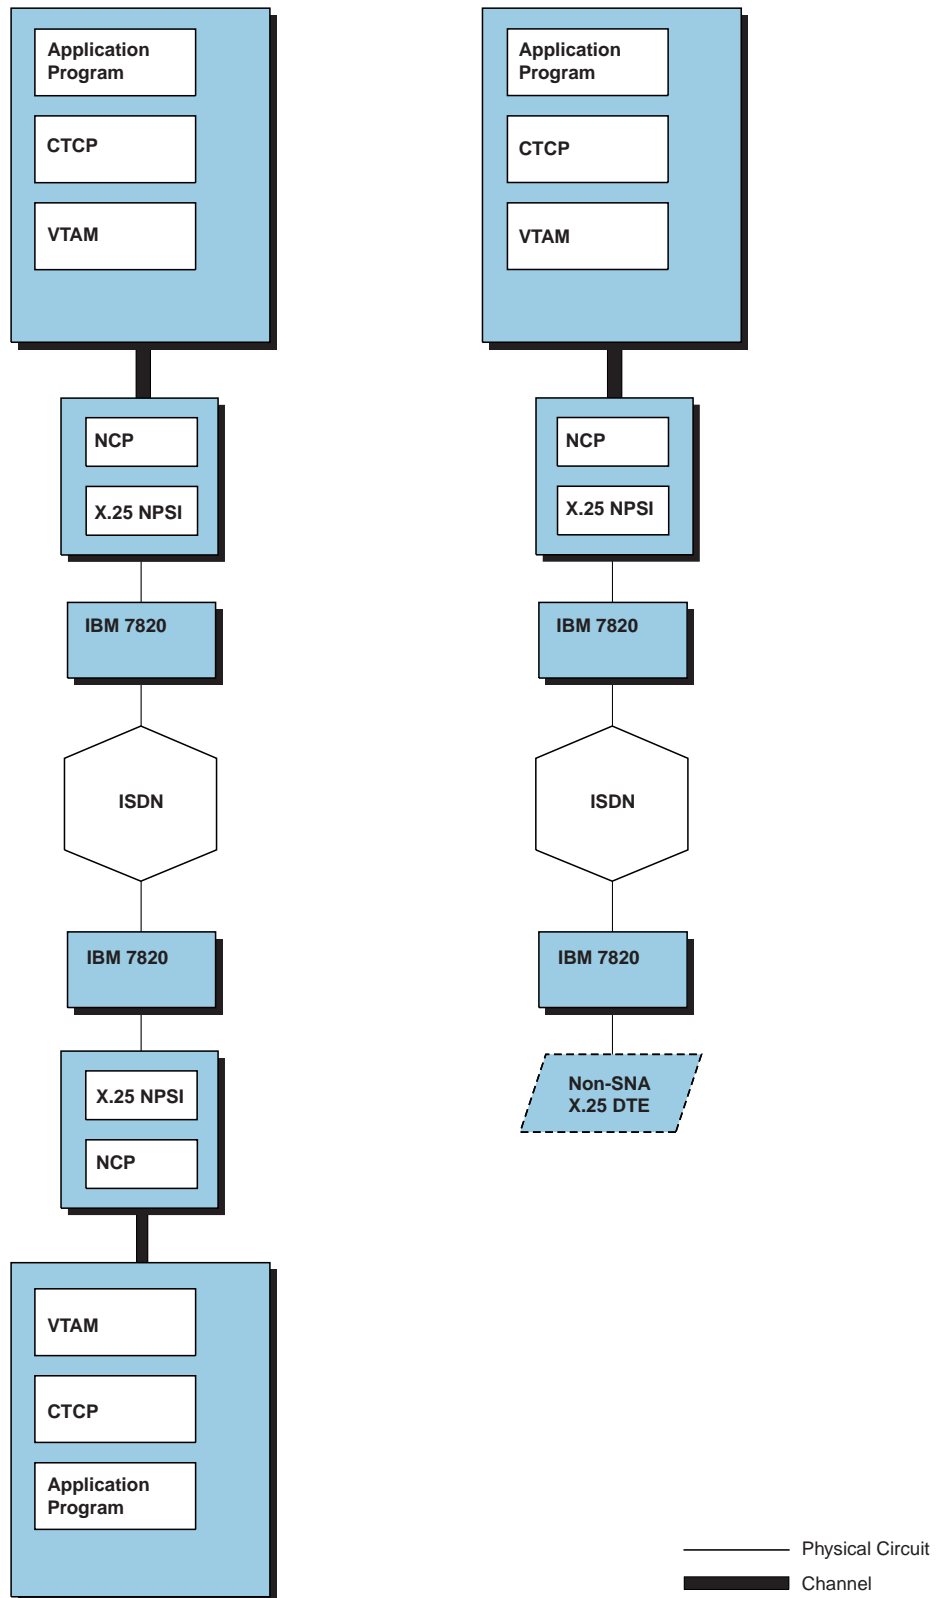 Application
Program
CTCP
VTAM
NCP
X.25 NPSI
IBM 7820
ISDN
IBM 7820
X.25 NPSI
NCP
VTAM
CTCP
Application
Program
Application
Program
CTCP
VTAM
NCP
X.25 NPSI
IBM 7820
ISDN
IBM 7820
Non-SNA
X.25 DTE
Physical Circuit
Channel